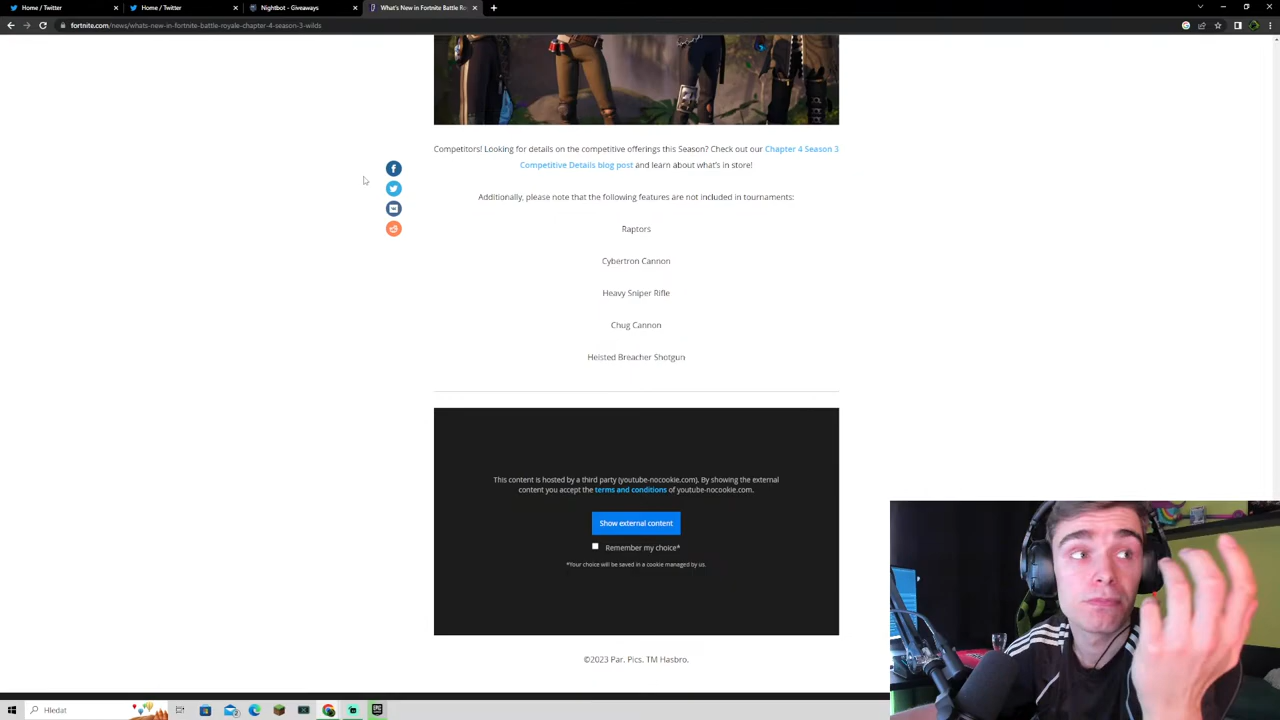 Home / Twitter
Home / Twitter
Nightbot - Giveaways
What's New in Fortnite Battle Ro
fortnite.com/news/whats-new-in-fortnite-battle-royale-chapter-4-season-3-wilds
Competitors! Looking for details on the competitive offerings this Season? Check out our Chapter 4 Season 3
Competitive Details blog post and learn about what's in store!
Additionally, please note that the following features are not included in tournaments:
Raptors
Cybertron Cannon
Heavy Sniper Rifle
Chug Cannon
Heisted Breacher Shotgun
This content is hosted by a third party (youtube-nocookie.com). By showing the external
content you accept the terms and conditions of youtube-nocookie.com.
Show external content
Remember my choice*
*Your choice will be saved in a cookie managed by us.
©2023 Par. Pics. TM Hasbro.
Hledat